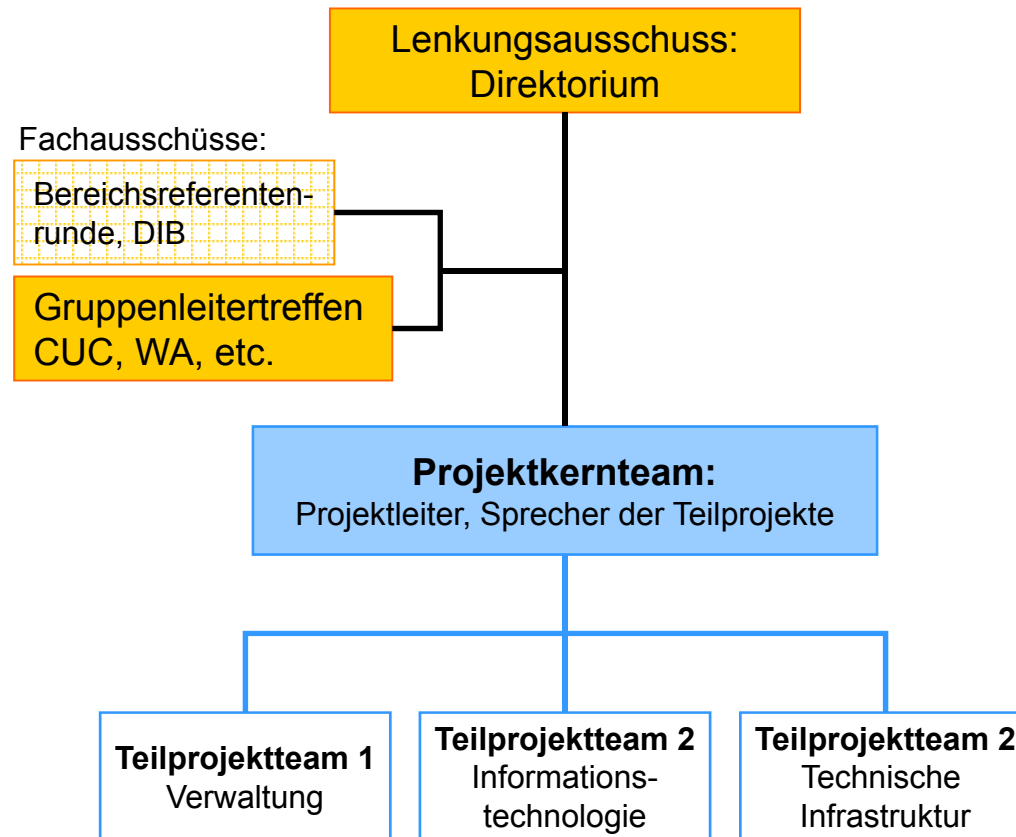 Lenkungsausschuss:
Direktorium
Fachausschüsse:
Bereichsreferenten-
runde, DIB
Gruppenleitertreffen
CUC, WA, etc.
Projektkernteam:
Projektleiter, Sprecher der Teilprojekte
Teilprojektteam 1
Verwaltung
Teilprojektteam 2
Informations-
technologie
Teilprojektteam 2
Technische
Infrastruktur